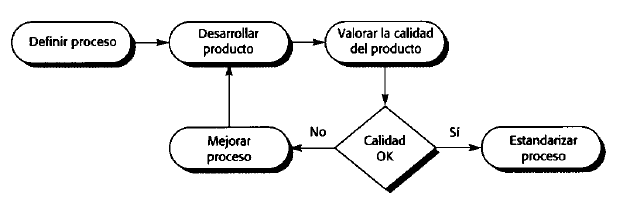 Definir proceso
Desarrollar
producto
Valorar la calidad
del producto
Mejorar
proceso
No
Calidad
OK
Sí
Estandarizar
proceso